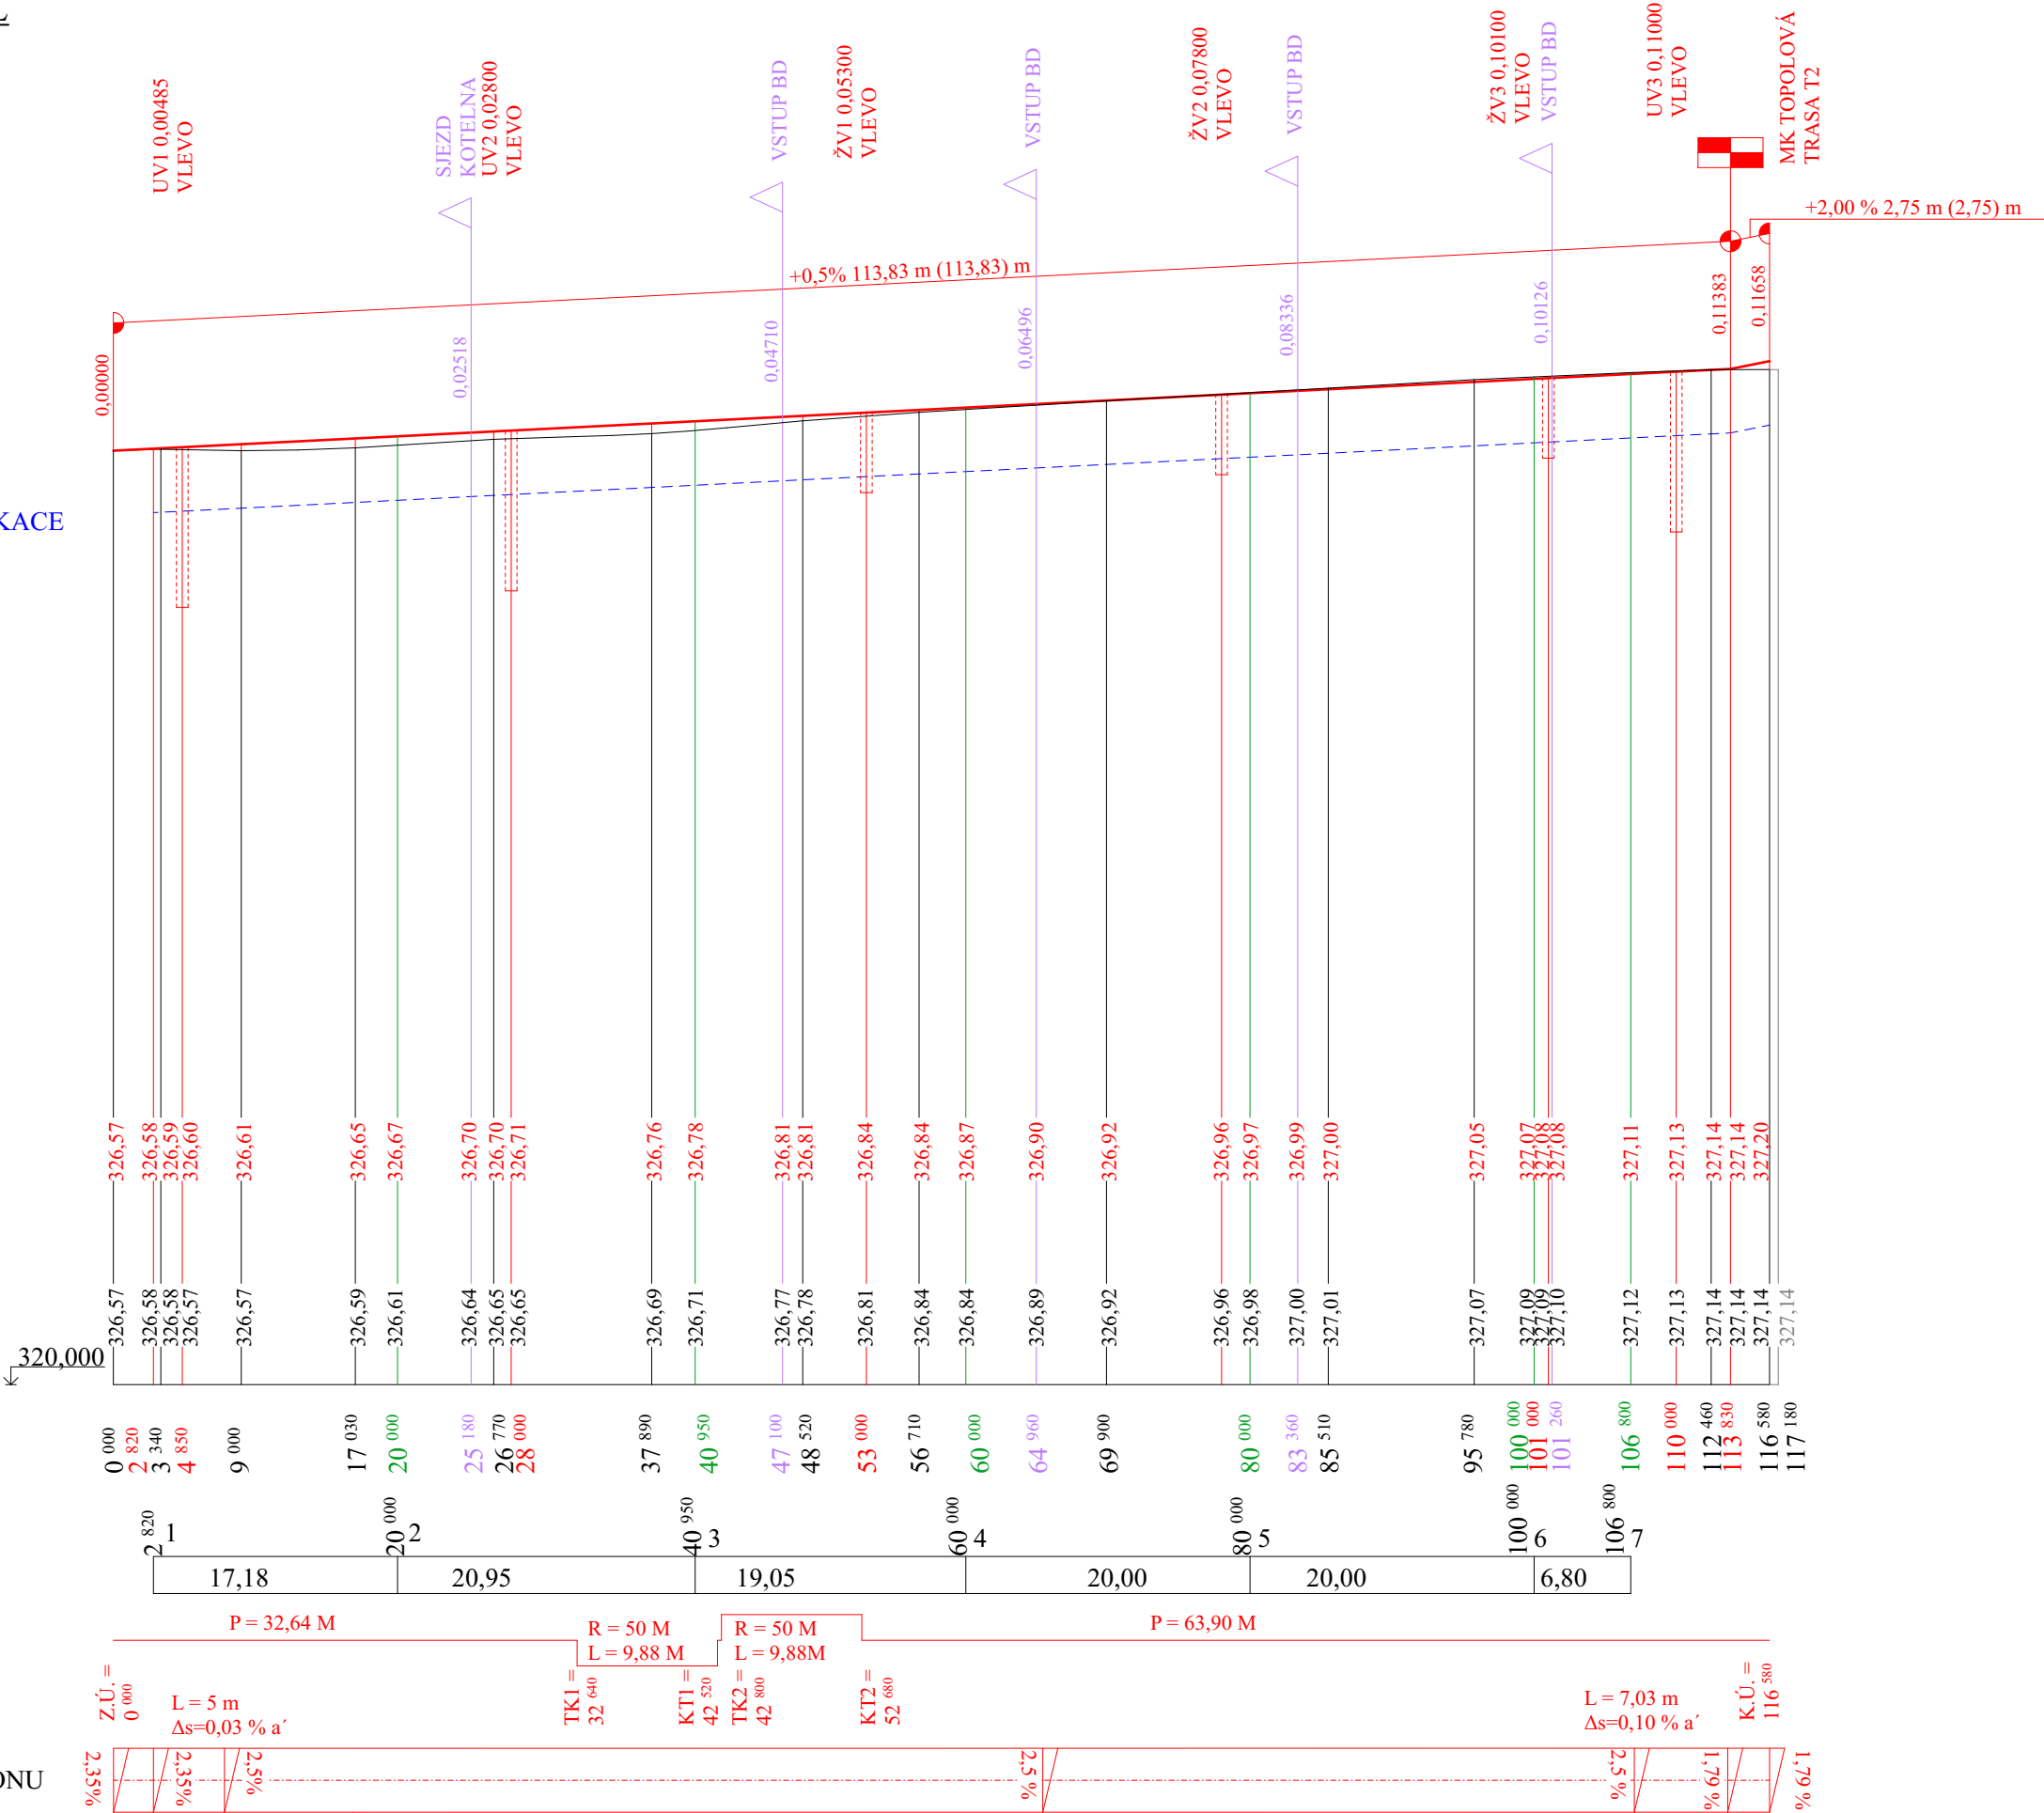 UV1 0,00485
VLEVO
SJEZD
KOTELNA
UV2 0,02800
VLEVO
VSTUP BD
ŽV1 0,05300
VLEVO
VSTUP BD
ŽV2 0,07800
VLEVO
VSTUP BD
ŽV3 0,10100
VLEVO
VSTUP BD
UV3 0,11000
VLEVO
MK TOPOLOVÁ
TRASA T2
+2,00 % 2,75 m (2,75) m
+0,5% 113,83 m (113,83) m
0,00000
0,02518
0,04710
0,06496
0,08336
0,10126
0,11383
0,11658
KACE
326,57
326,58
326,59
326,60
326,61
326,65
326,67
326,70
326,70
326,71
326,76
326,78
326,81
326,81
326,84
326,84
326,87
326,90
326,92
326,96
326,97
326,99
327,00
327,05
327,07
327,08
327,08
327,11
327,13
327,14
327,14
327,20
326,57
326,58
326,58
326,57
326,57
326,59
326,61
326,64
326,65
326,65
326,69
326,71
326,77
326,78
326,81
326,84
326,84
326,89
326,92
326,96
326,98
327,00
327,01
327,07
327,09
327,09
327,10
327,12
327,13
327,14
327,14
327,14
327,14
320,000
0 000
2 820
3 340
4 850
9 000
17 030
20 000
25 180
26 770
28 000
37 890
40 950
47 100
48 520
53 000
56 710
60 000
64 960
69 900
80 000
83 360
85 510
95 780
100 000
101 000
101 260
106 800
110 000
112 460
113 830
116 580
117 180
2 820 1
20 000 2
40 950 3
60 000 4
80 000 5
100 000 6
106 800 7
17,18
20,95
19,05
20,00
20,00
6,80
P = 32,64 M
R = 50 M
L = 9,88 M
R = 50 M
L = 9,88M
P = 63,90 M
Z.Ú. =
0 000
TK1 =
32 640
KT1 =
42 520
TK2 =
42 800
KT2 =
52 680
K.Ú. =
116 580
L = 5 m
Δs=0,03 % a´
L = 7,03 m
Δs=0,10 % a´
ONU
2,35%
2,35%
2,5%
2,5 %
2,5 %
1,79 %
1,79 %